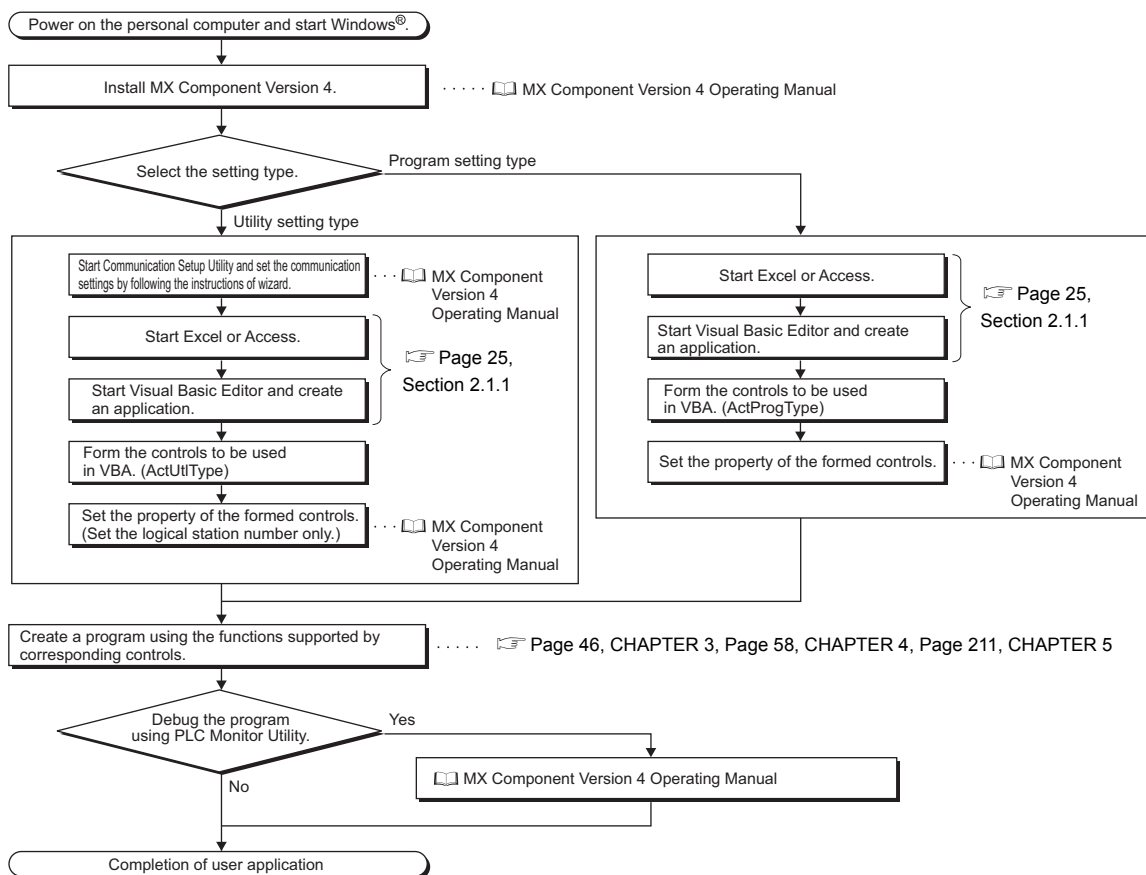 Power on the personal computer and start Windows®.
Install MX Component Version 4.
· · · · · MX Component Version 4 Operating Manual
Select the setting type.
Program setting type
Utility setting type
Start Communication Setup Utility and set the communication
settings by following the instructions of wizard.
· · · MX Component
Version 4
Operating Manual
Start Excel or Access.
Start Visual Basic Editor and create
an application.
Page 25,
Section 2.1.1
Form the controls to be used
in VBA. (ActUtlType)
Set the property of the formed controls.
(Set the logical station number only.)
· · · MX Component
Version 4
Operating Manual
Start Excel or Access.
Start Visual Basic Editor and create
an application.
Page 25,
Section 2.1.1
Form the controls to be used
in VBA. (ActProgType)
Set the property of the formed controls.
· · · MX Component
Version 4
Operating Manual
Create a program using the functions supported by
corresponding controls.
· · · · · Page 46, CHAPTER 3, Page 58, CHAPTER 4, Page 211, CHAPTER 5
Debug the program
using PLC Monitor Utility.
Yes
MX Component Version 4 Operating Manual
No
Completion of user application